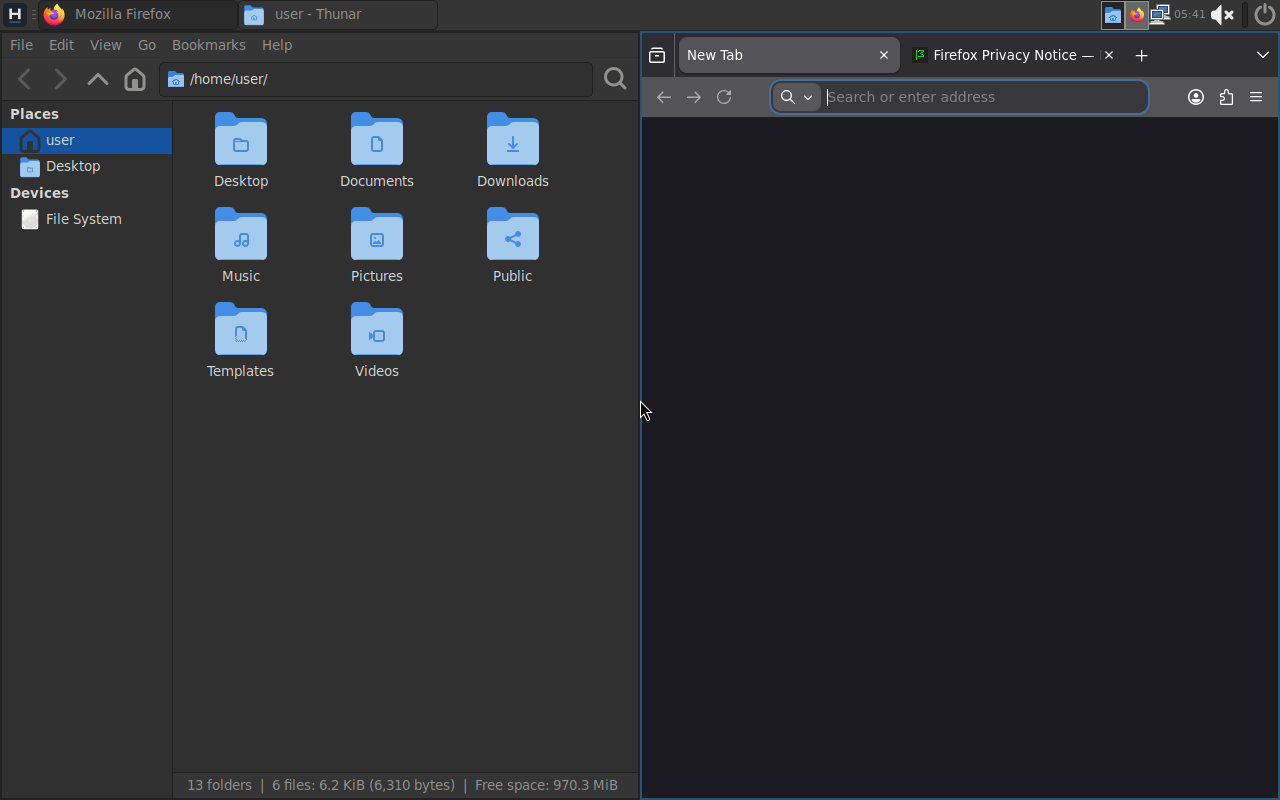 Mozilla Firefox
user - Thunar
05:41
File Edit View Go Bookmarks Help
/home/user/
Places
user
Desktop
Devices
File System
Desktop
Documents
Downloads
Music
Pictures
Public
Templates
Videos
13 folders | 6 files: 6.2 KiB (6,310 bytes) | Free space: 970.3 MiB
New Tab
Firefox Privacy Notice —
Search or enter address